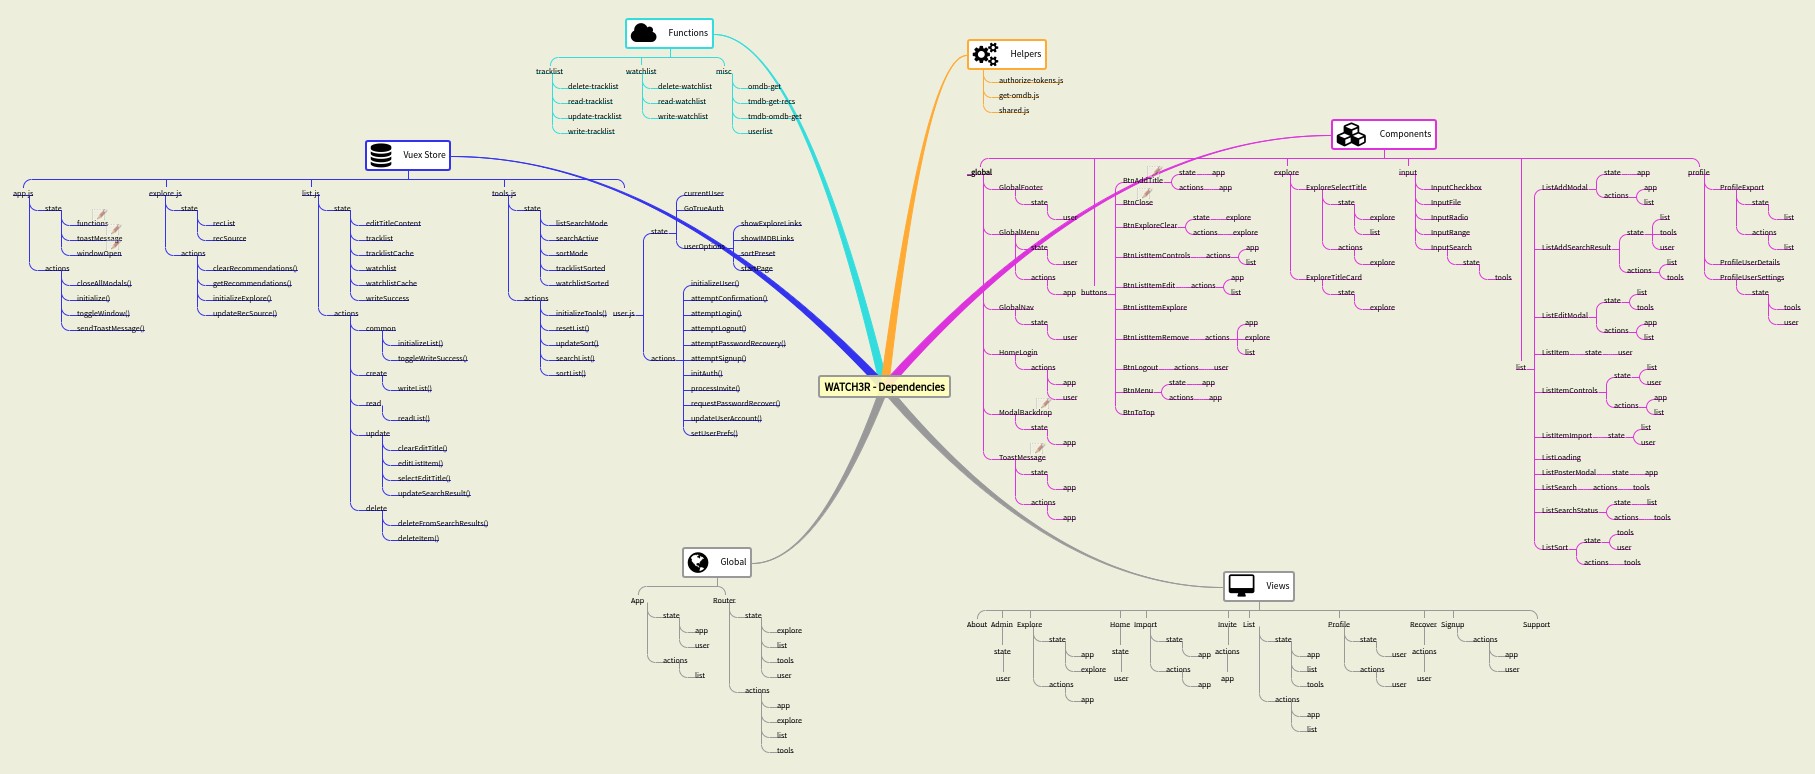 WATCH3R - Dependencies
Functions
tracklist
delete-tracklist
read-tracklist
update-tracklist
write-tracklist
watchlist
delete-watchlist
read-watchlist
write-watchlist
misc
omdb-get
tmdb-get-recs
tmdb-omdb-get
userlist
Helpers
authorize-tokens.js
get-omdb.js
shared.js
Vuex Store
app.js
state
functions
toastMessage
windowOpen
actions
closeAllModals()
initialize()
toggleWindow()
sendToastMessage()
explore.js
state
recList
recSource
actions
clearRecommendations()
getRecommendations()
initializeExplore()
updateRecSource()
list.js
state
editTitleContent
tracklist
tracklistCache
watchlist
watchlistCache
writeSuccess
actions
common
initializeList()
toggleWriteSuccess()
create
writeList()
read
readList()
update
clearEditTitle()
editListItem()
selectEditTitle()
updateSearchResult()
delete
deleteFromSearchResults()
deleteItem()
tools.js
state
listSearchMode
searchActive
sortMode
tracklistSorted
watchlistSorted
actions
initializeTools()
resetList()
updateSort()
searchList()
sortList()
user.js
state
currentUser
GoTrueAuth
userOptions
showExploreLinks
showIMDBLinks
sortPreset
startPage
actions
initializeUser()
attemptConfirmation()
attemptLogin()
attemptLogout()
attemptPasswordRecovery()
attemptSignup()
initAuth()
processInvite()
requestPasswordRecover()
updateUserAccount()
setUserPrefs()
Components
_global
GlobalFooter
state
user
GlobalMenu
state
user
actions
app
GlobalNav
state
user
HomeLogin
actions
app
user
ModalBackdrop
state
app
ToastMessage
state
app
actions
app
buttons
BtnAddTitle
state app
actions app
BtnClose
BtnExploreClear
state explore
actions explore
BtnListItemControls actions
app
list
BtnListItemEdit actions
app
list
BtnListItemExplore
BtnListItemRemove actions
app
explore
list
BtnLogout actions user
BtnMenu
state app
actions app
BtnToTop
explore
ExploreSelectTitle
state
explore
list
actions
explore
ExploreTitleCard
state
explore
input
InputCheckbox
InputFile
InputRadio
InputRange
InputSearch
state
tools
list
ListAddModal
state app
actions
app
list
ListAddSearchResult
state
list
tools
user
actions
list
tools
ListEditModal
state
list
tools
actions
app
list
ListItem state user
ListItemControls
state
list
user
actions
app
list
ListItemImport state
list
user
ListLoading
ListPosterModal state app
ListSearch actions tools
ListSearchStatus
state list
actions tools
ListSort
state
tools
user
actions tools
profile
ProfileExport
state
list
actions
list
ProfileUserDetails
ProfileUserSettings
state
tools
user
Global
App
state
app
user
actions
list
Router
state
explore
list
tools
user
actions
app
explore
list
tools
Views
About
Admin
state
user
Explore
state
app
explore
actions
app
Home
state
user
Import
state
app
actions
app
Invite
actions
app
List
state
app
list
tools
actions
app
list
Profile
state
user
actions
user
Recover
actions
user
Signup
actions
app
user
Support